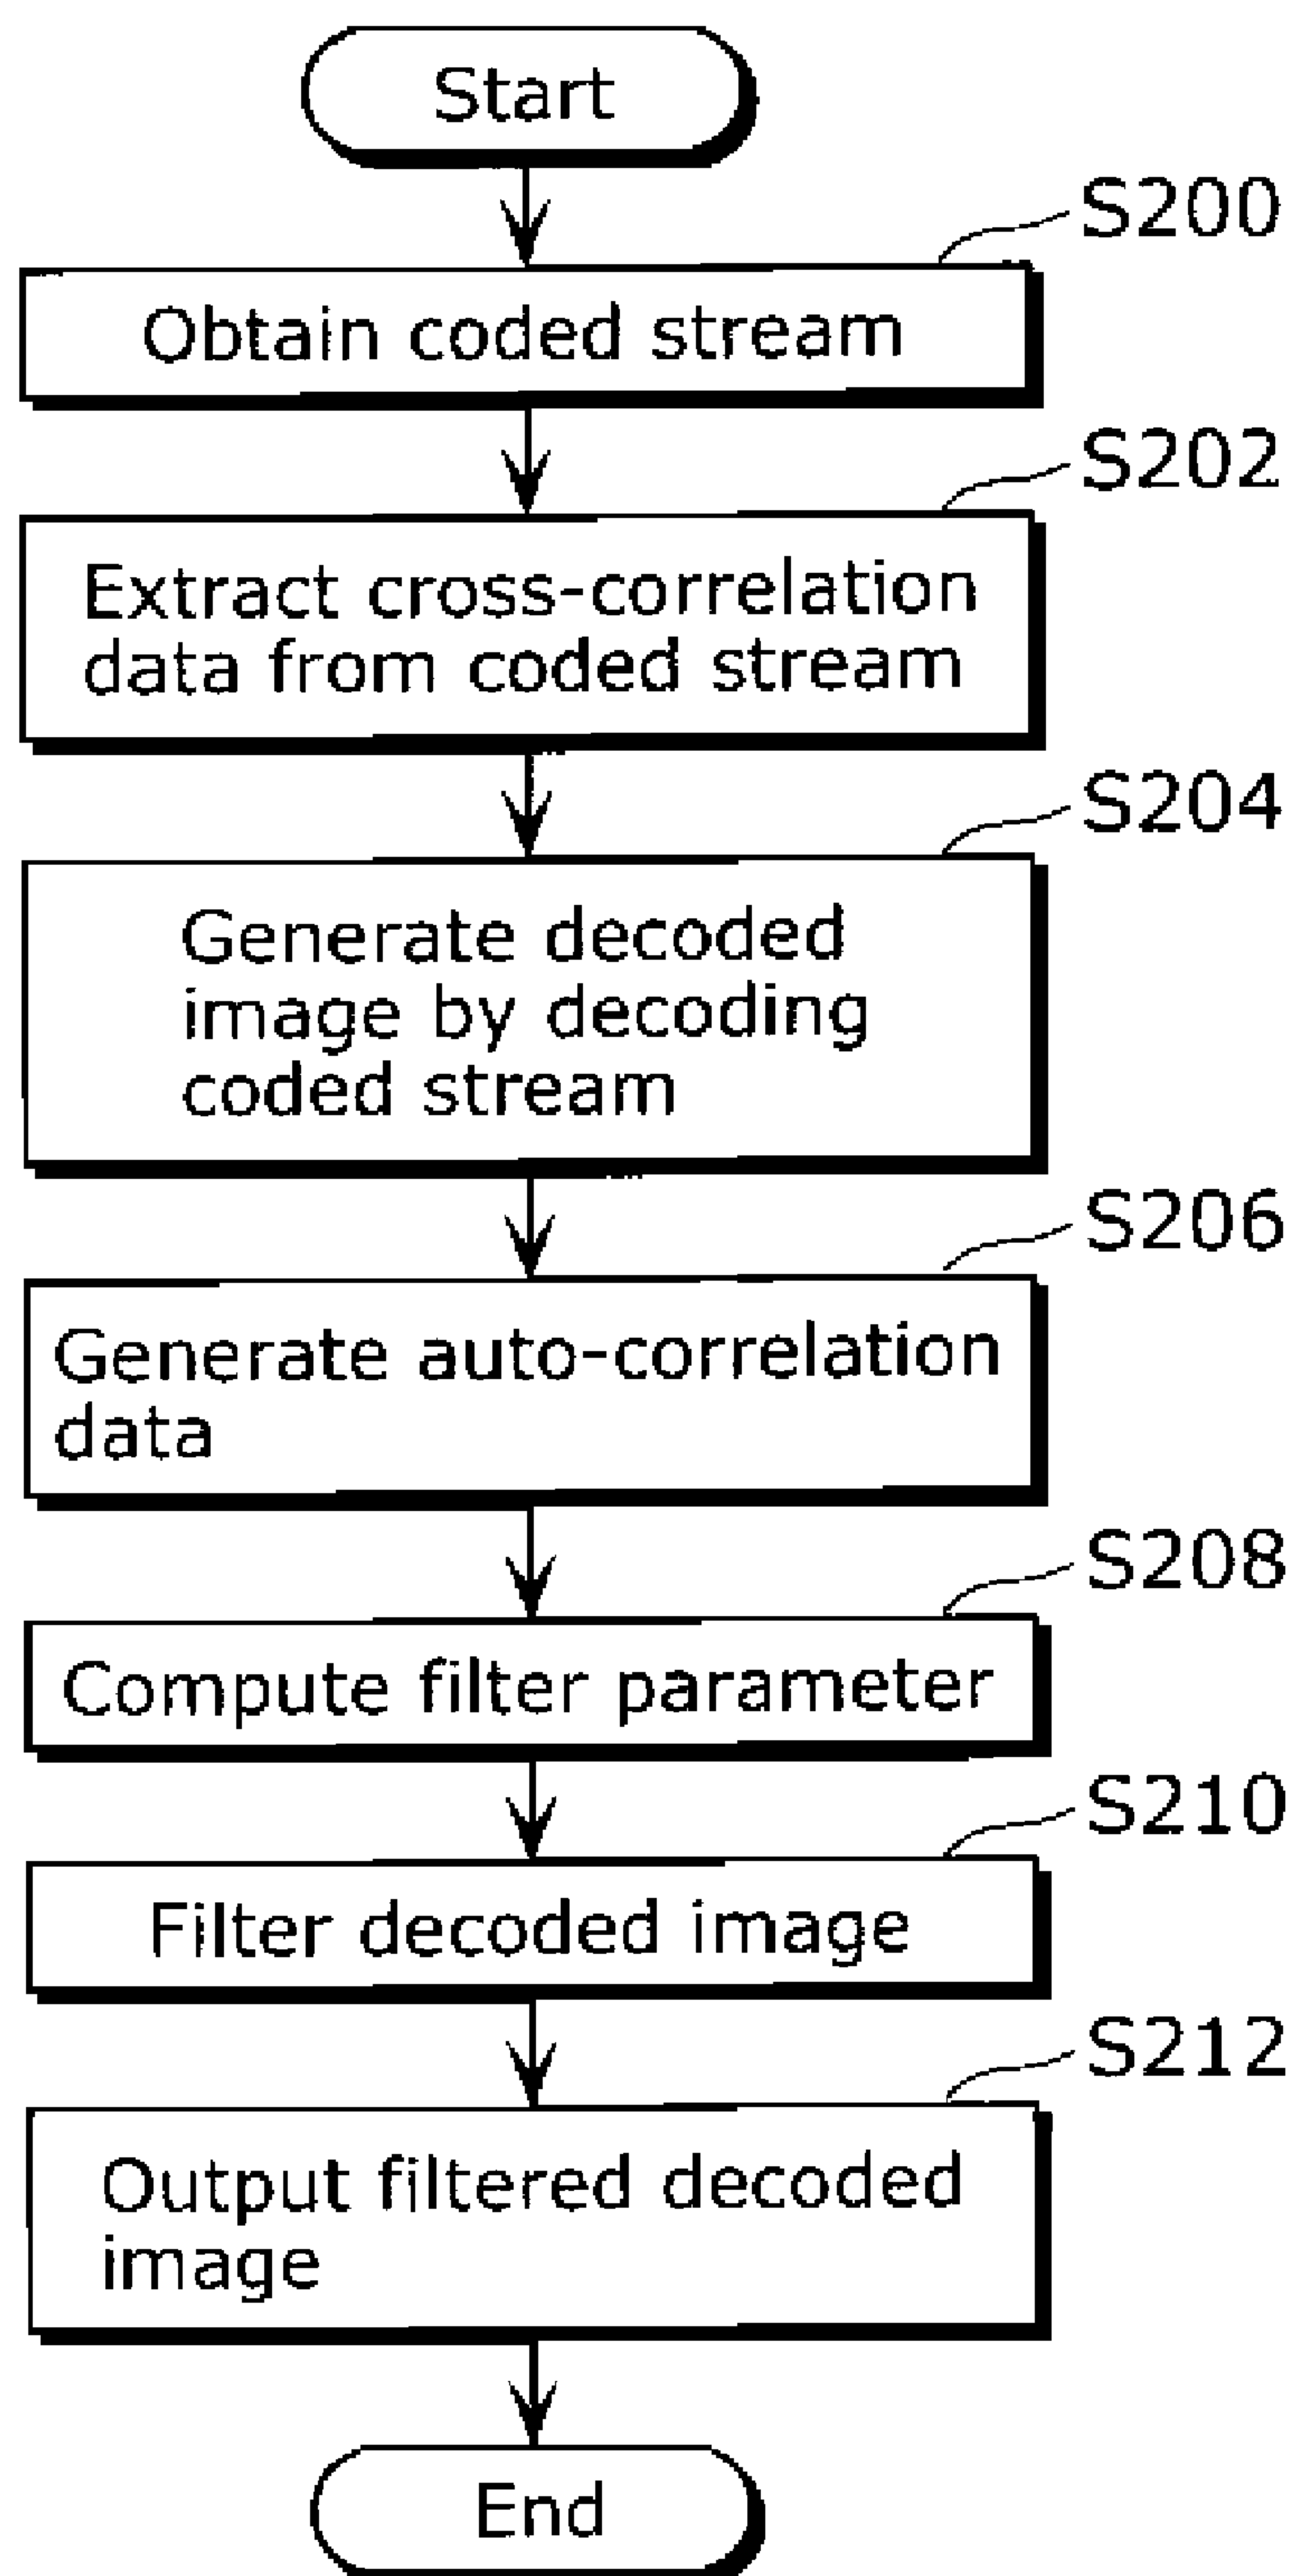 Start
S200
Obtain coded stream
S202
Extract cross-correlation
data from coded stream
S204
Generate decoded
image by decoding
coded stream
S206
Generate auto-correlation
data
S208
Compute filter parameter
S210
Filter decoded image
S212
Output filtered decoded
image
End